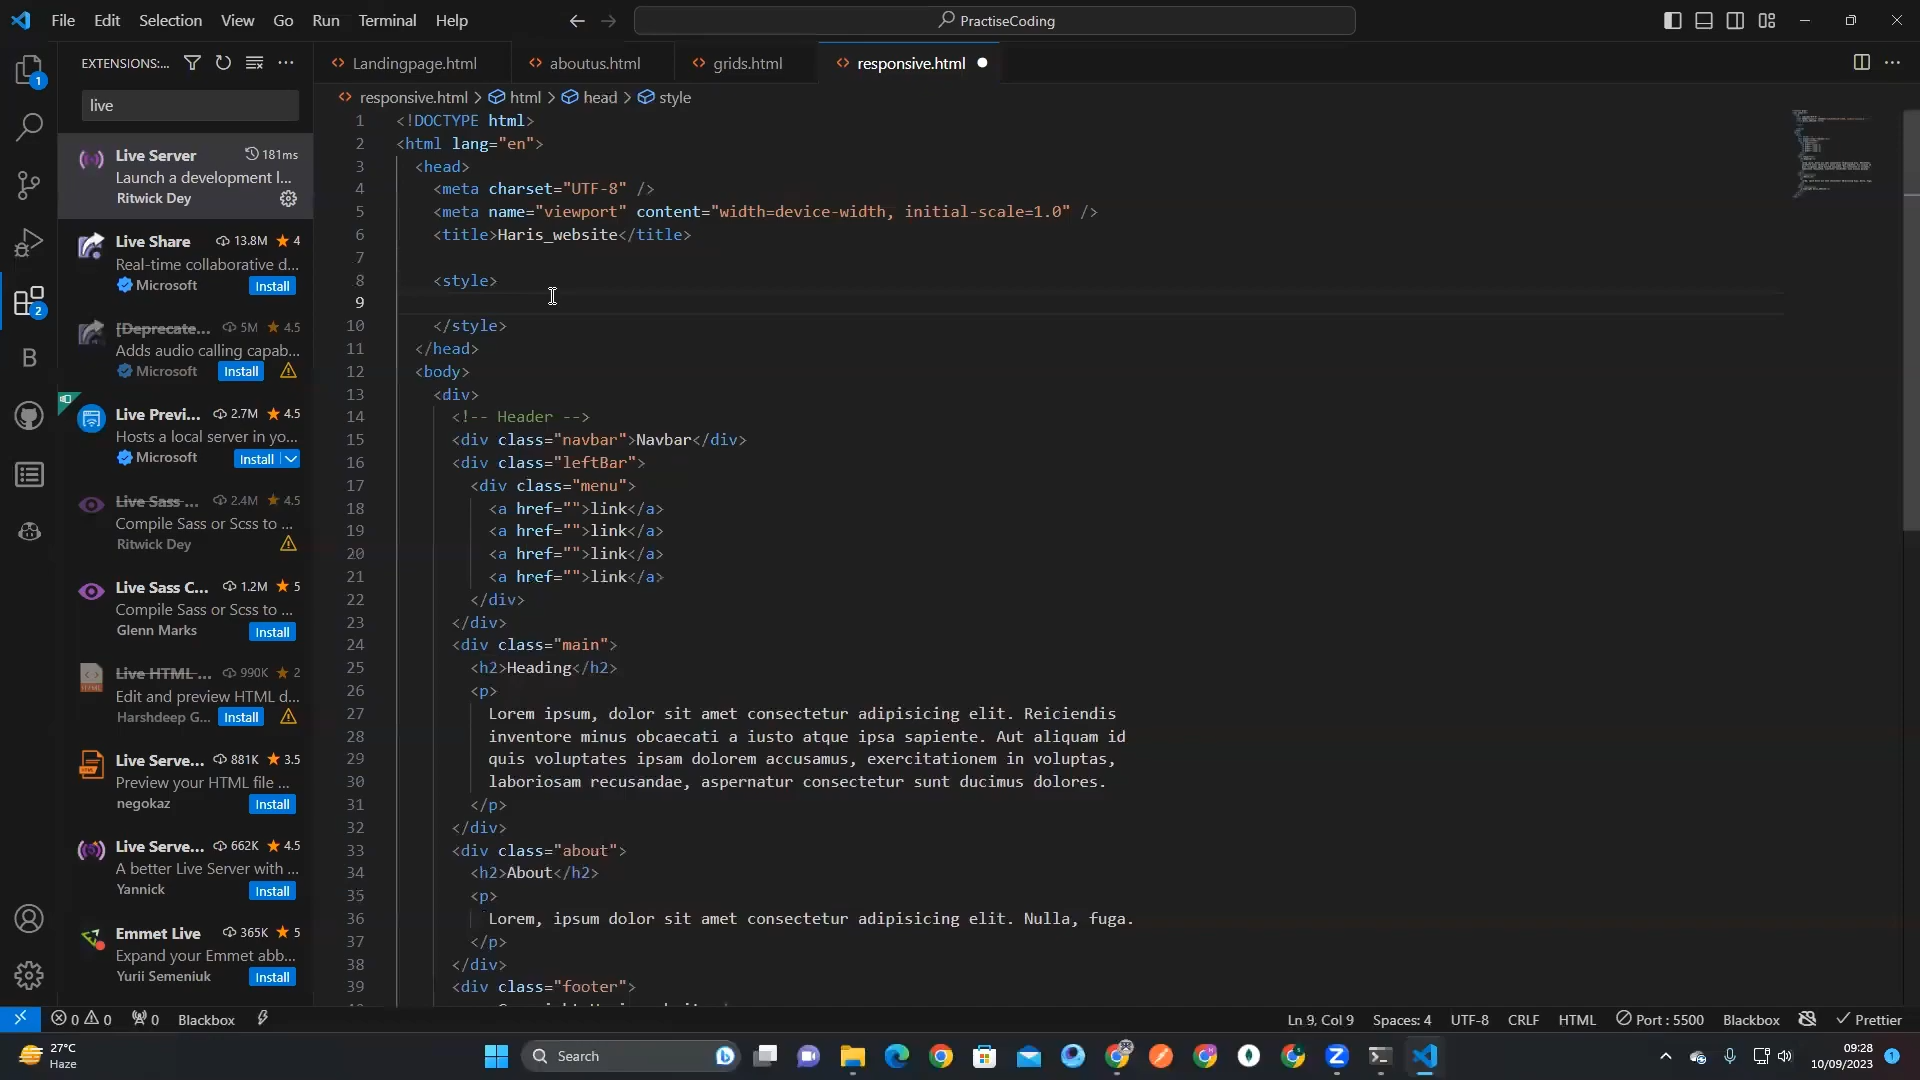 File Edit Selection View Go Run Terminal Help
PractiseCoding
EXTENSIONS:...
live
Live Server 181ms
Launch a development l...
Ritwick Dey
Live Share 13.8M 4
Real-time collaborative d...
Microsoft Install
[Deprecate... 5M 4.5
Adds audio calling capab...
Microsoft Install
Live Previ... 2.7M 4.5
Hosts a local server in yo...
Microsoft Install
Live Sass ... 2.4M 4.5
Compile Sass or Scss to ...
Ritwick Dey
Live Sass C... 1.2M 5
Compile Sass or Scss to ...
Glenn Marks Install
Live HTML ... 990K 2
Edit and preview HTML d...
Harshdeep G... Install
Live Serve... 881K 3.5
Preview your HTML file ...
negokaz Install
Live Serve... 662K 4.5
A better Live Server with ...
Yannick Install
Emmet Live 365K 5
Expand your Emmet abb...
Yurii Semeniuk Install
1
2
B
Landingpage.html aboutus.html grids.html responsive.html
responsive.html > html > head > style
1 <!DOCTYPE html>
2 <html lang="en">
3 <head>
4 <meta charset="UTF-8" />
5 <meta name="viewport" content="width=device-width, initial-scale=1.0" />
6 <title>Haris_website</title>
7
8 <style>
9
10 </style>
11 </head>
12 <body>
13 <div>
14 <!-- Header -->
15 <div class="navbar">Navbar</div>
16 <div class="leftBar">
17 <div class="menu">
18 <a href="">link</a>
19 <a href="">link</a>
20 <a href="">link</a>
21 <a href="">link</a>
22 </div>
23 </div>
24 <div class="main">
25 <h2>Heading</h2>
26 <p>
27 Lorem ipsum, dolor sit amet consectetur adipisicing elit. Reiciendis
28 inventore minus obcaecati a iusto atque ipsa sapiente. Aut aliquam id
29 quis voluptates ipsam dolorem accusamus, exercitationem in voluptas,
30 laboriosam recusandae, aspernatur consectetur sunt ducimus dolores.
31 </p>
32 </div>
33 <div class="about">
34 <h2>About</h2>
35 <p>
36 Lorem, ipsum dolor sit amet consectetur adipisicing elit. Nulla, fuga.
37 </p>
38 </div>
39 <div class="footer">
0 0 0 Blackbox Ln 9, Col 9 Spaces: 4 UTF-8 CRLF HTML Port : 5500 Blackbox Prettier
27°C
Haze
Search
09:28
10/09/2023
1